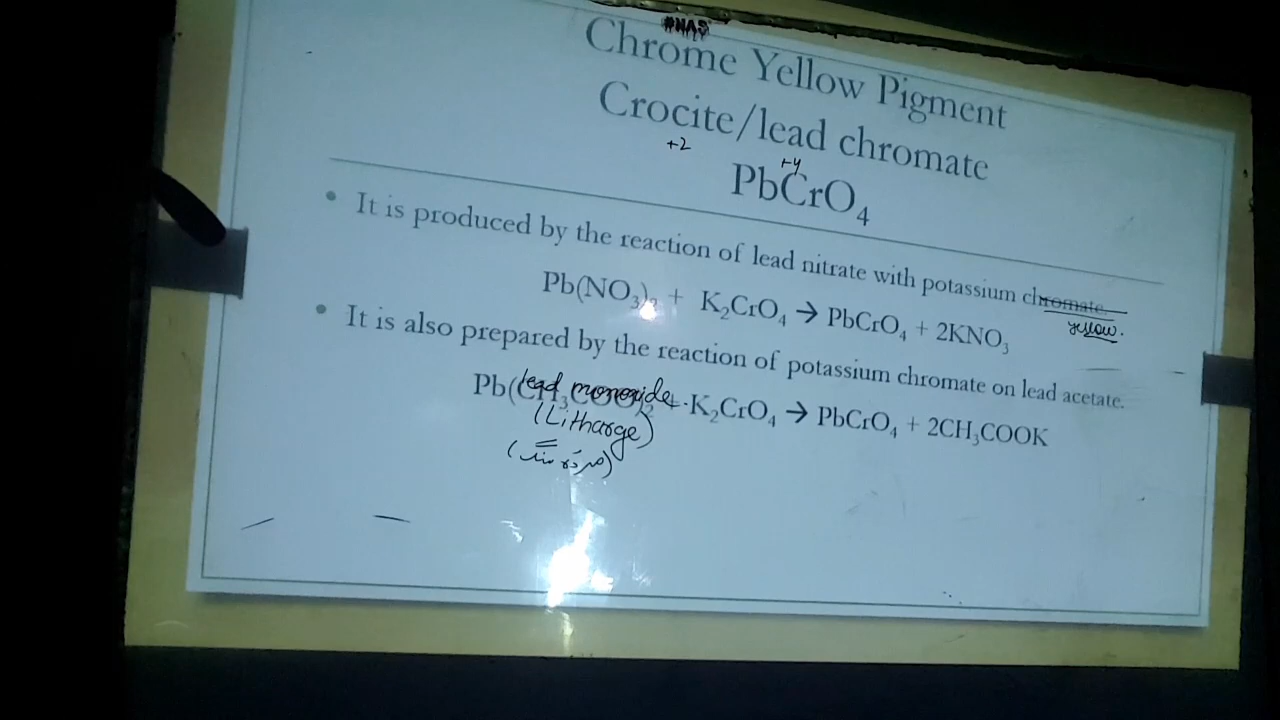 #NAS
Chrome Yellow Pigment
Crocite/lead chromate
+2
+4
PbCrO₄
• It is produced by the reaction of lead nitrate with potassium chromate.
yellow.
Pb(NO₃)₂ + K₂CrO₄ → PbCrO₄ + 2KNO₃
• It is also prepared by the reaction of potassium chromate on lead acetate.
lead monoxide
Pb(CH₃COO)₂ + K₂CrO₄ → PbCrO₄ + 2CH₃COOK
(Litharge)